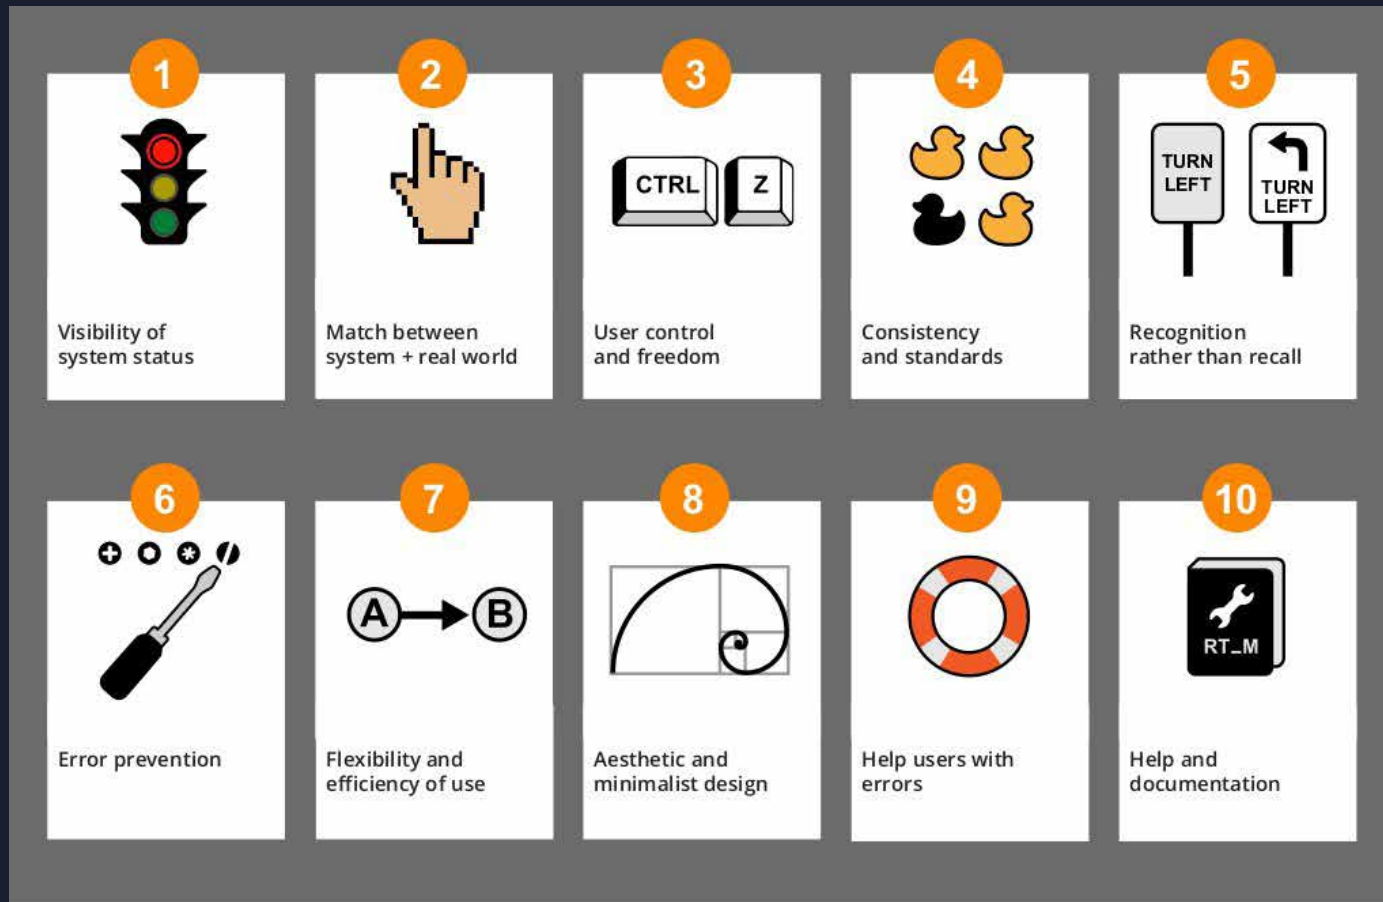 1
2
3
4
5
CTRL Z
TURN
LEFT
TURN
LEFT
Visibility of
system status
Match between
system + real world
User control
and freedom
Consistency
and standards
Recognition
rather than recall
6
7
8
9
10
A B
RT_M
Error prevention
Flexibility and
efficiency of use
Aesthetic and
minimalist design
Help users with
errors
Help and
documentation